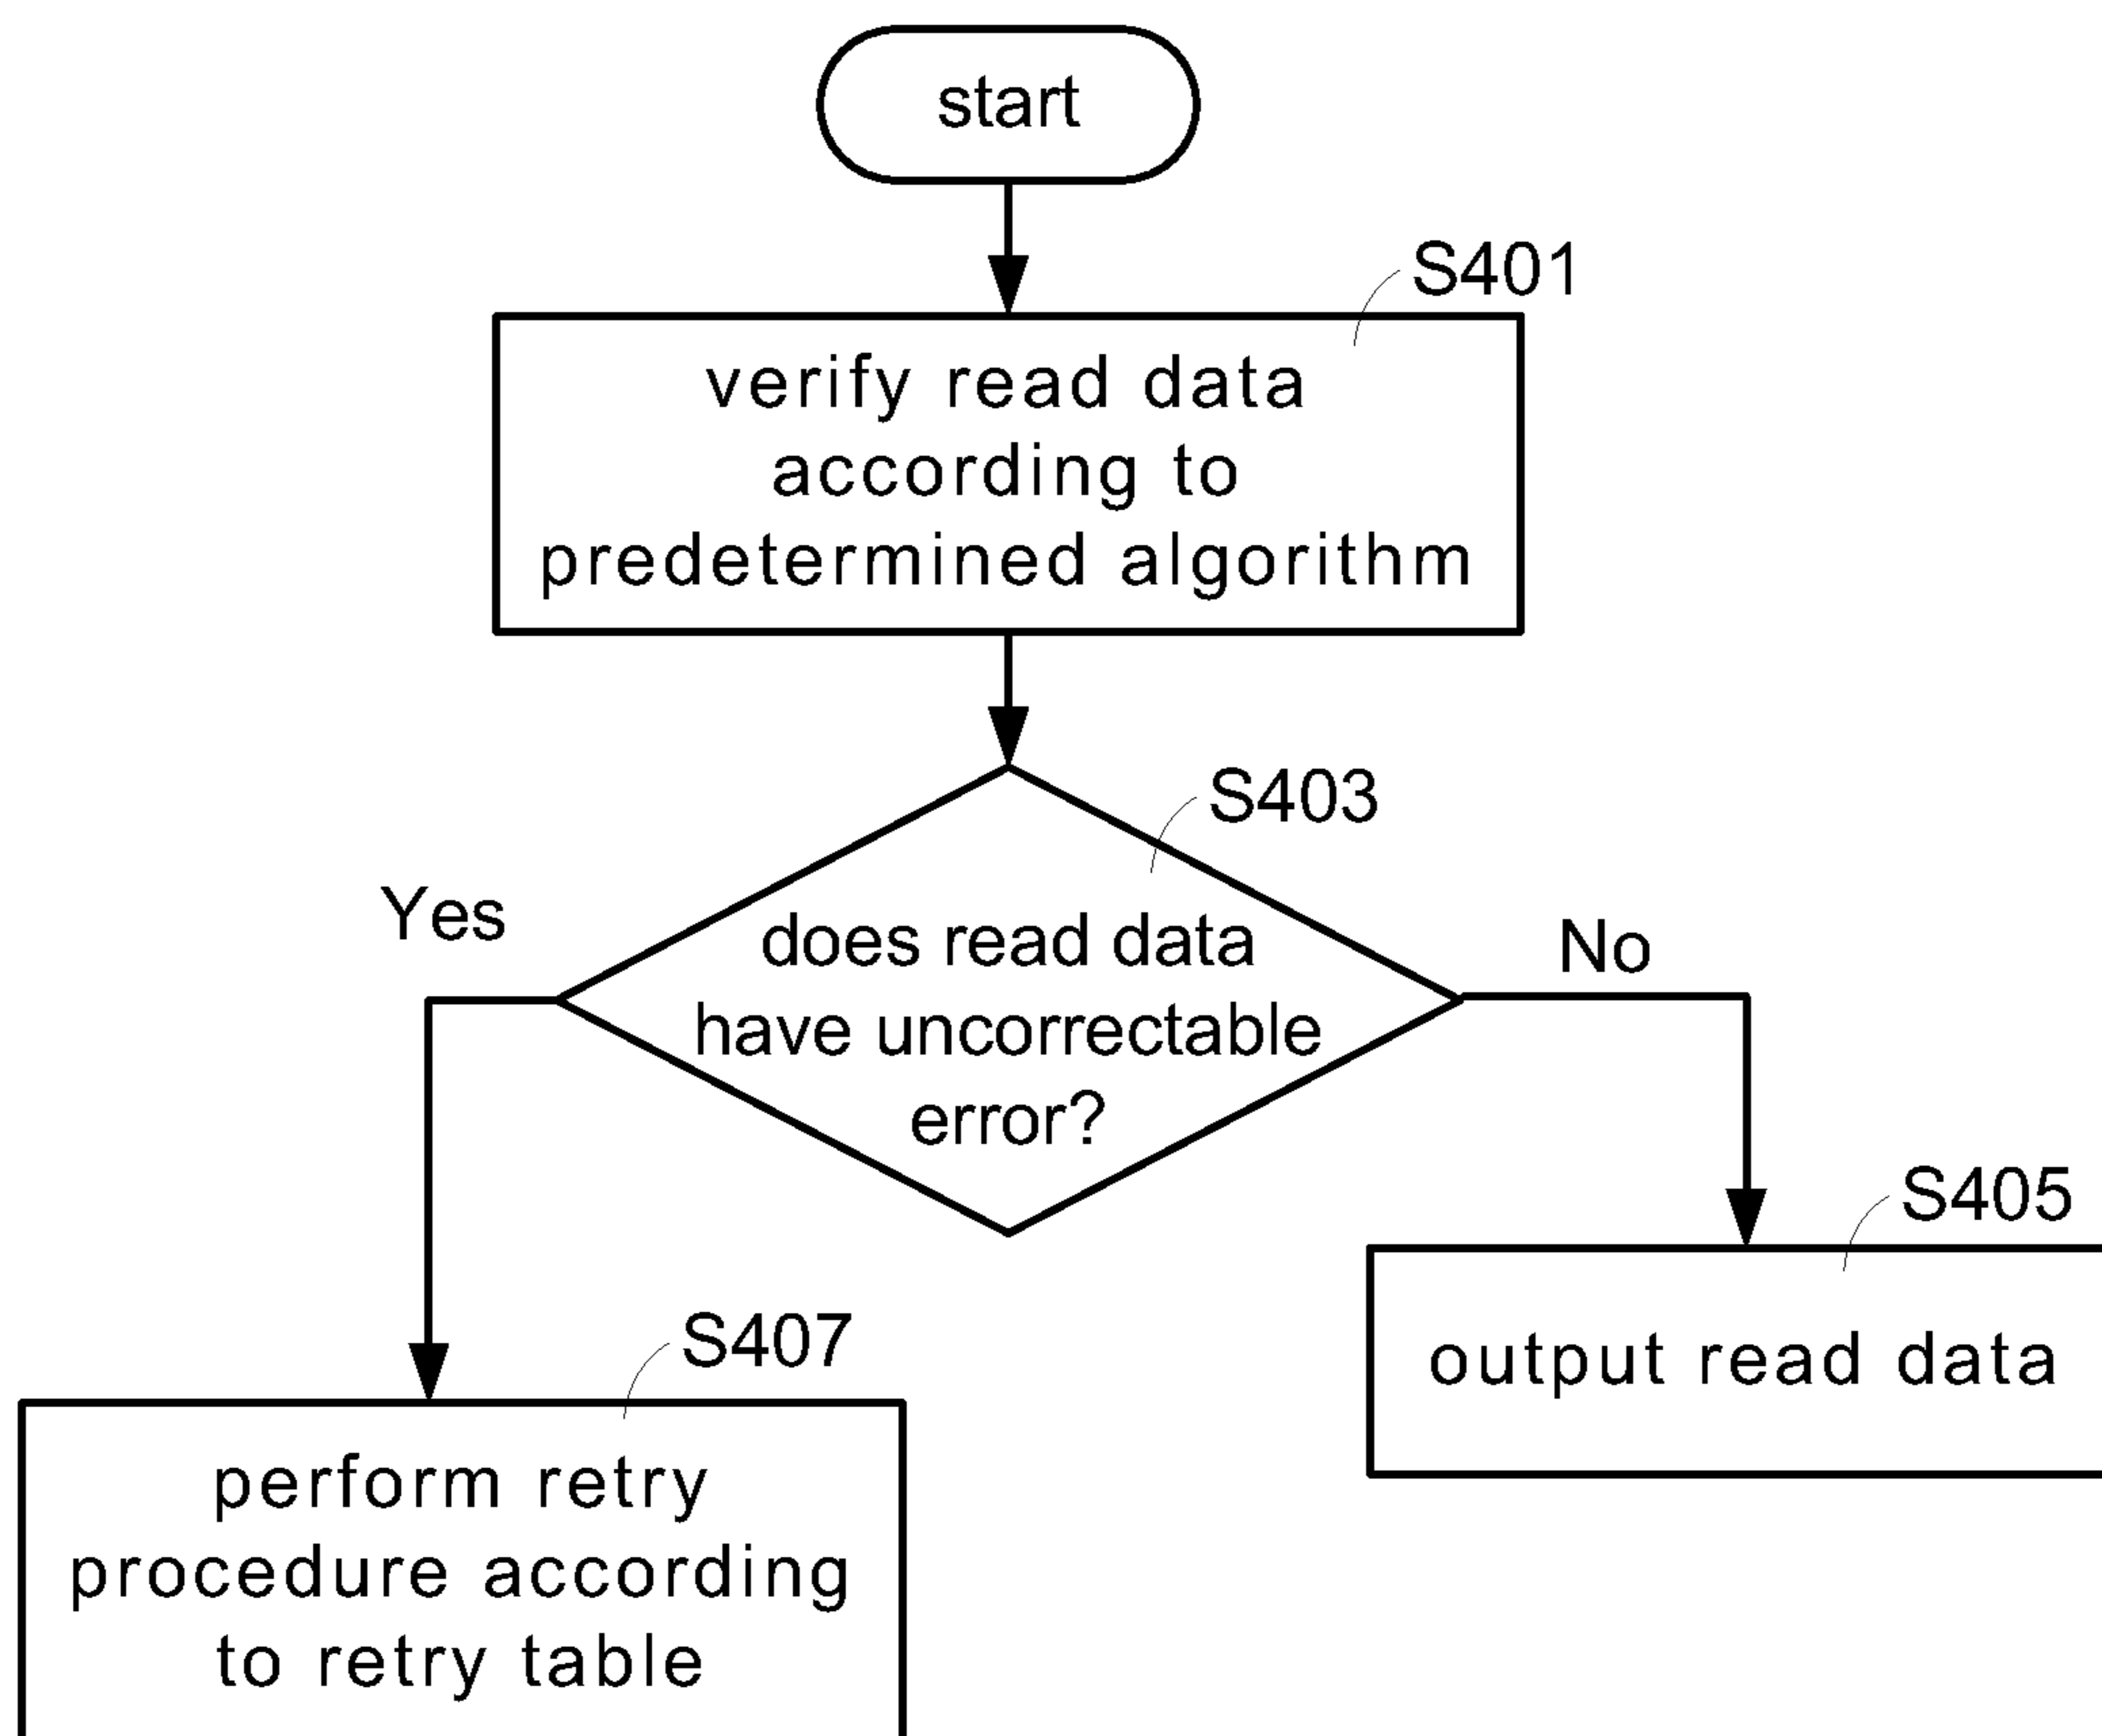 start
S401
verify read data
according to
predetermined algorithm
S403
Yes
does read data
have uncorrectable
error?
No
S405
output read data
S407
perform retry
procedure according
to retry table